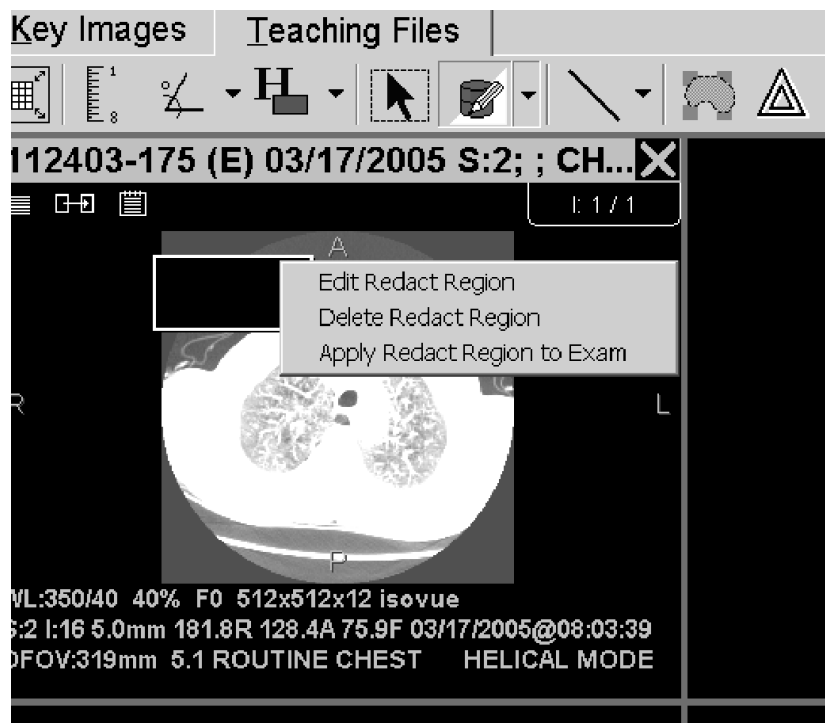 Key Images Teaching Files
1
8
H
112403-175 (E) 03/17/2005 S:2; ; CH...
I: 1 / 1
A
Edit Redact Region
Delete Redact Region
Apply Redact Region to Exam
R L
P
WL:350/40 40% F0 512x512x12 isovue
S:2 I:16 5.0mm 181.8R 128.4A 75.9F 03/17/2005@08:03:39
DFOV:319mm 5.1 ROUTINE CHEST HELICAL MODE